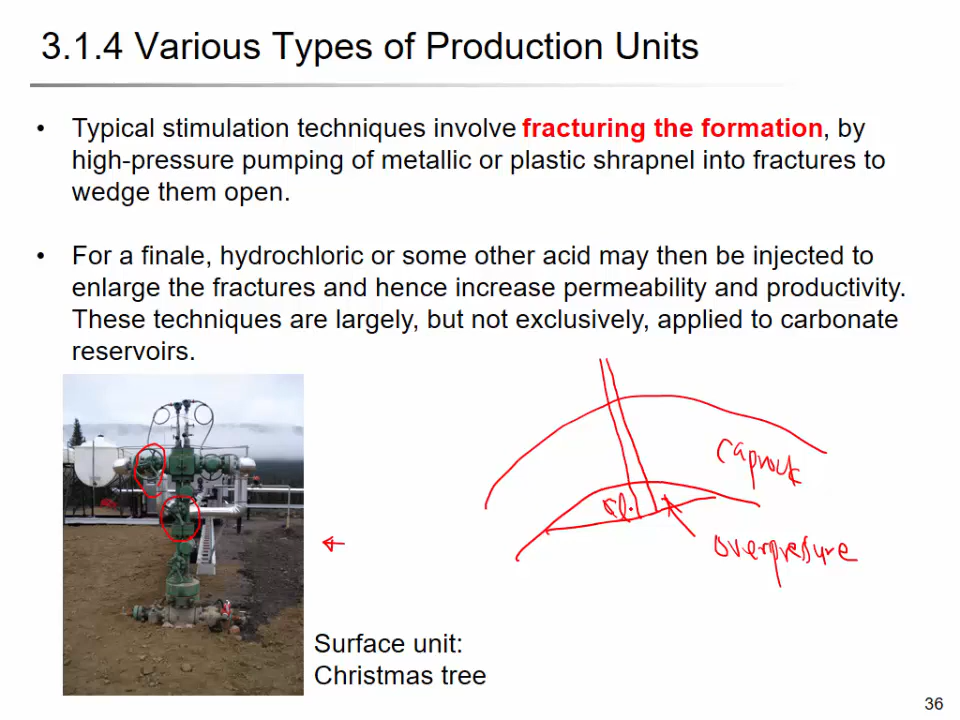 3.1.4 Various Types of Production Units
• Typical stimulation techniques involve fracturing the formation, by
high-pressure pumping of metallic or plastic shrapnel into fractures to
wedge them open.
• For a finale, hydrochloric or some other acid may then be injected to
enlarge the fractures and hence increase permeability and productivity.
These techniques are largely, but not exclusively, applied to carbonate
reservoirs.
caprock
overpressure
Surface unit:
Christmas tree
36